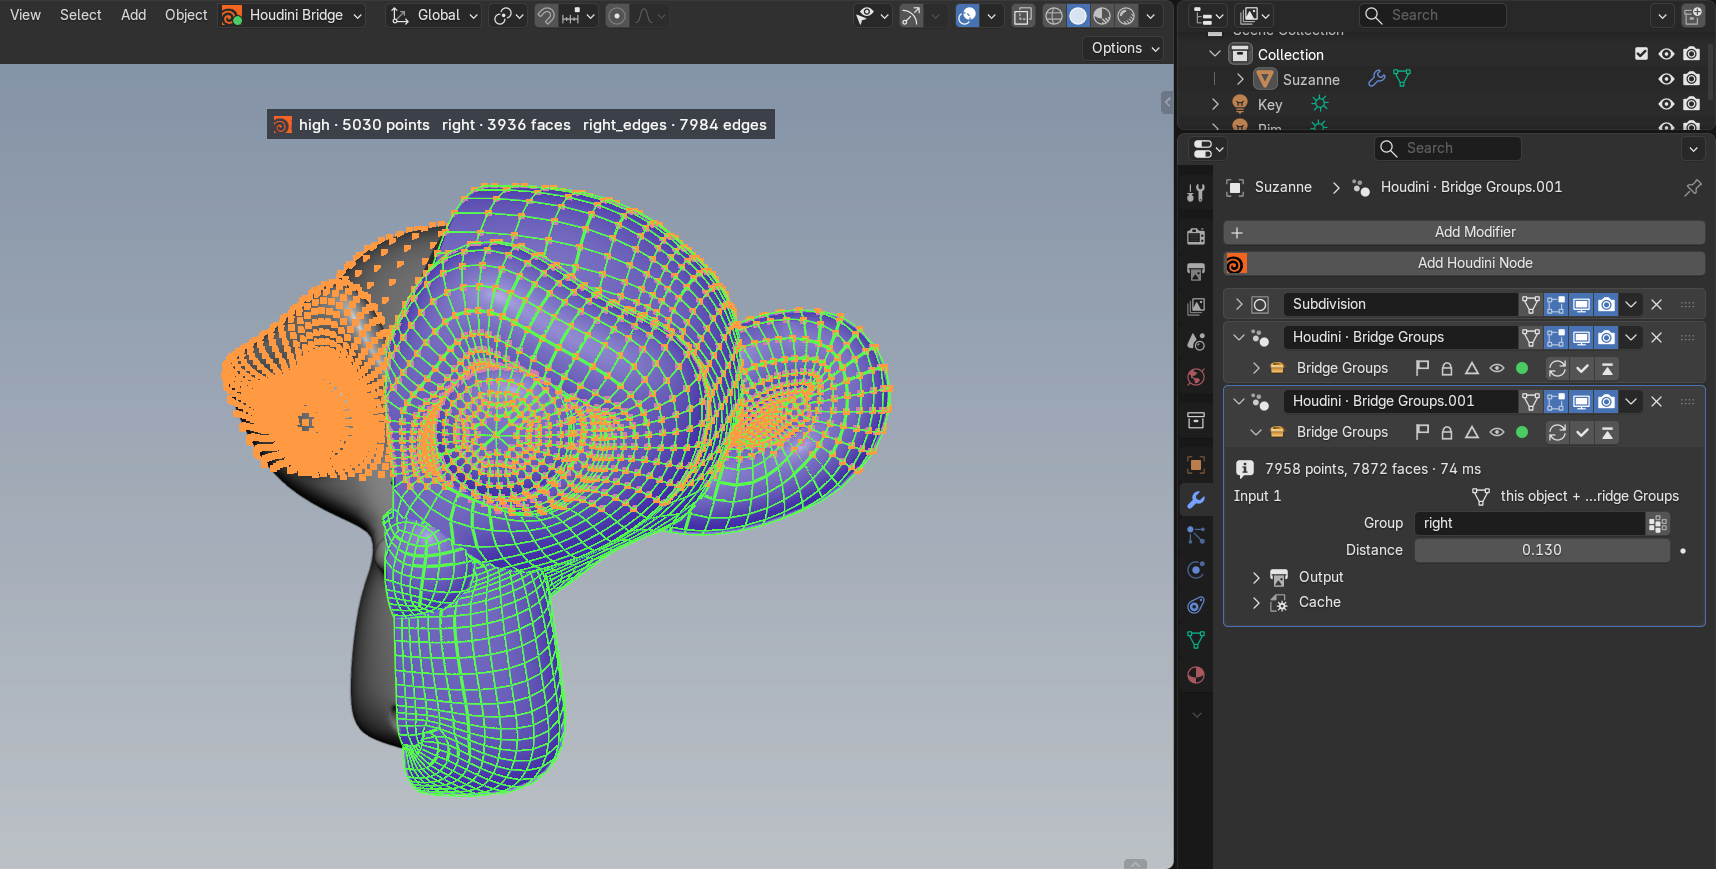 View Select Add Object Houdini Bridge Global Search
Options
Scene Collection
Collection
Suzanne
Key
Rim
high · 5030 points right · 3936 faces right_edges · 7984 edges
Search
Suzanne Houdini · Bridge Groups.001
Add Modifier
Add Houdini Node
Subdivision
Houdini · Bridge Groups
Bridge Groups
Houdini · Bridge Groups.001
Bridge Groups
7958 points, 7872 faces · 74 ms
Input 1 this object + ...ridge Groups
Group right
Distance 0.130
Output
Cache